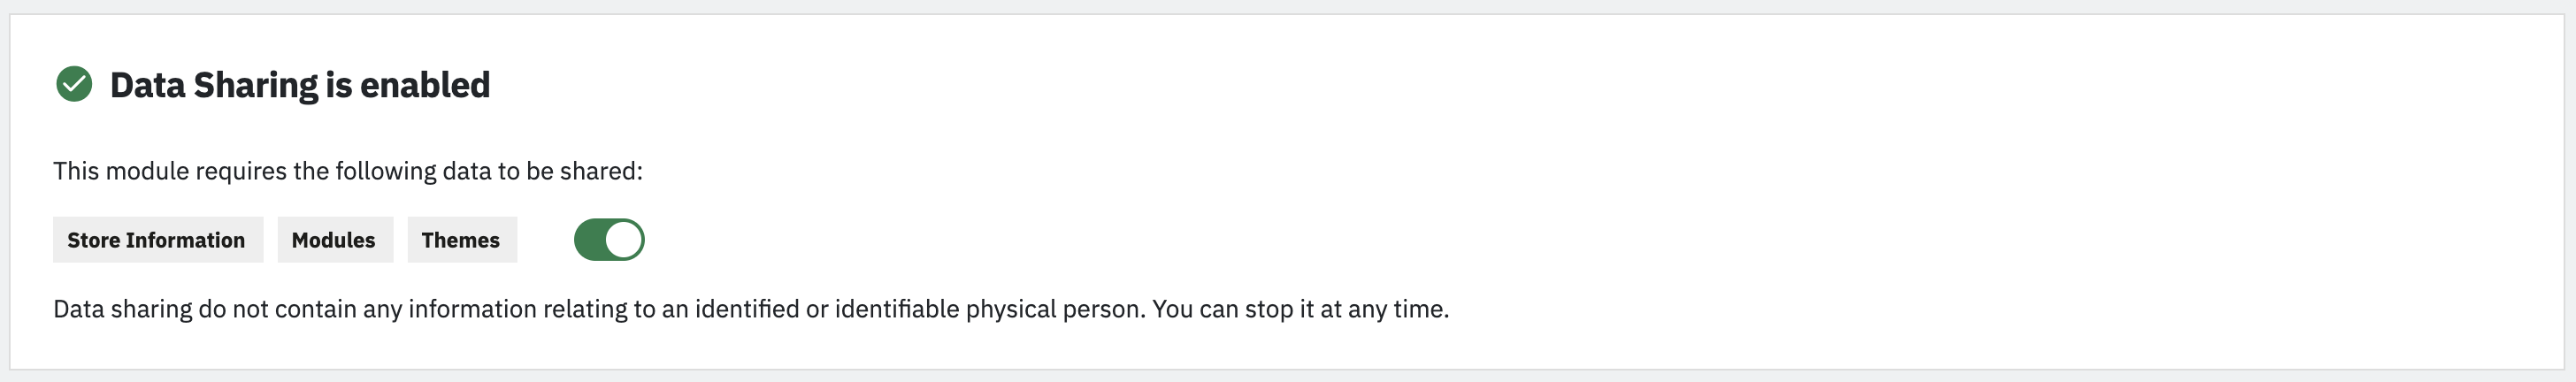 Data Sharing is enabled
This module requires the following data to be shared:
Store Information Modules Themes
Data sharing do not contain any information relating to an identified or identifiable physical person. You can stop it at any time.